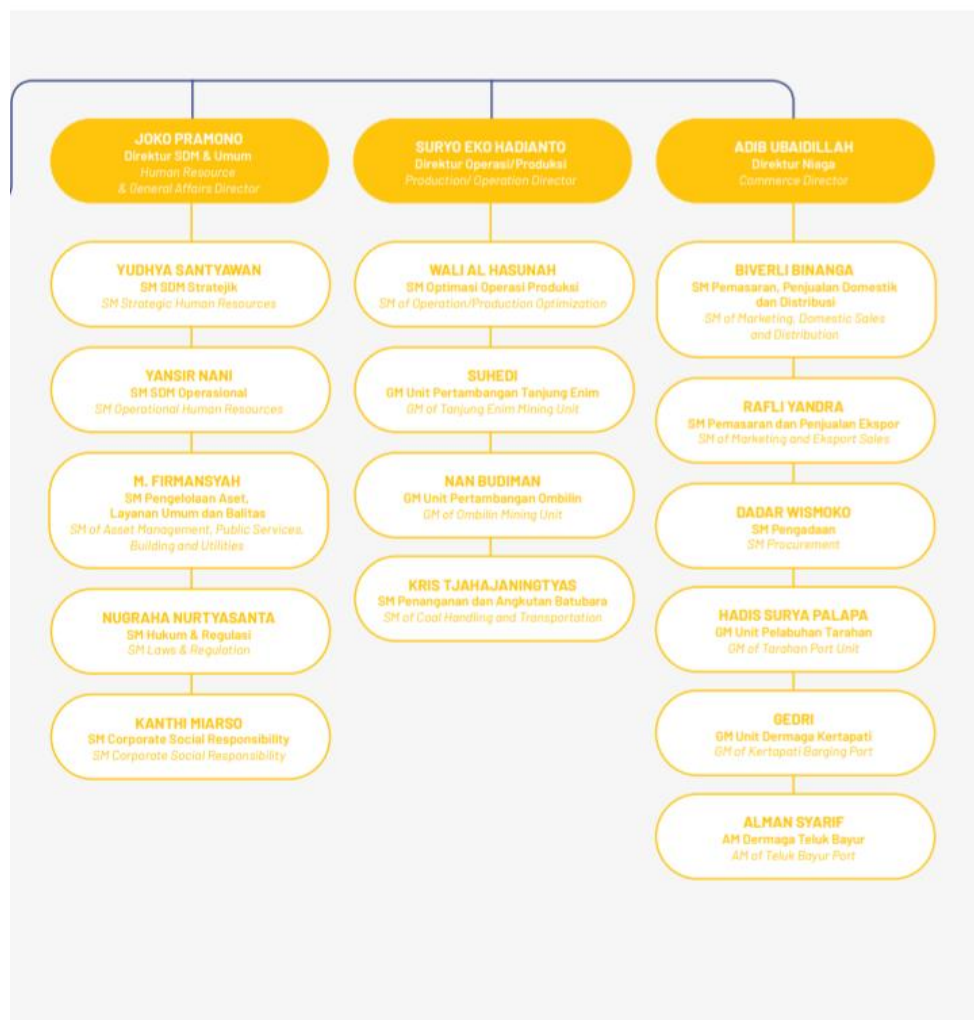 JOKO PRAMONO
Direktur SDM & Umum
Human Resource
& General Affairs Director
YUDHYA SANTYAWAN
SM SDM Stratejik
SM Strategic Human Resources
YANSIR NANI
SM SDM Operasional
SM Operational Human Resources
M. FIRMANSYAH
SM Pengelolaan Aset,
Layanan Umum dan Balitas
SM of Asset Management, Public Services,
Building and Utilities
NUGRAHA NURTYASANTA
SM Hukum & Regulasi
SM Laws & Regulation
KANTHI MIARSO
SM Corporate Social Responsibility
SM Corporate Social Responsibility
SURYO EKO HADIANTO
Direktur Operasi/Produksi
Production/ Operation Director
WALI AL HASUNAH
SM Optimasi Operasi Produksi
SM of Operation/Production Optimization
SUHEDI
GM Unit Pertambangan Tanjung Enim
GM of Tanjung Enim Mining Unit
NAN BUDIMAN
GM Unit Pertambangan Ombilin
GM of Ombilin Mining Unit
KRIS TJAHAJANINGTYAS
SM Penanganan dan Angkutan Batubara
SM of Coal Handling and Transportation
ADIB UBAIDILLAH
Direktur Niaga
Commerce Director
BIVERLI BINANGA
SM Pemasaran, Penjualan Domestik
dan Distribusi
SM of Marketing, Domestic Sales
and Distribution
RAFLI YANDRA
SM Pemasaran dan Penjualan Ekspor
SM of Marketing and Eksport Sales
DADAR WISMOKO
SM Pengadaan
SM Procurement
HADIS SURYA PALAPA
GM Unit Pelabuhan Tarahan
GM of Tarahan Port Unit
GEDRI
GM Unit Dermaga Kertapati
GM of Kertapati Barging Port
ALMAN SYARIF
AM Dermaga Teluk Bayur
AM of Teluk Bayur Port